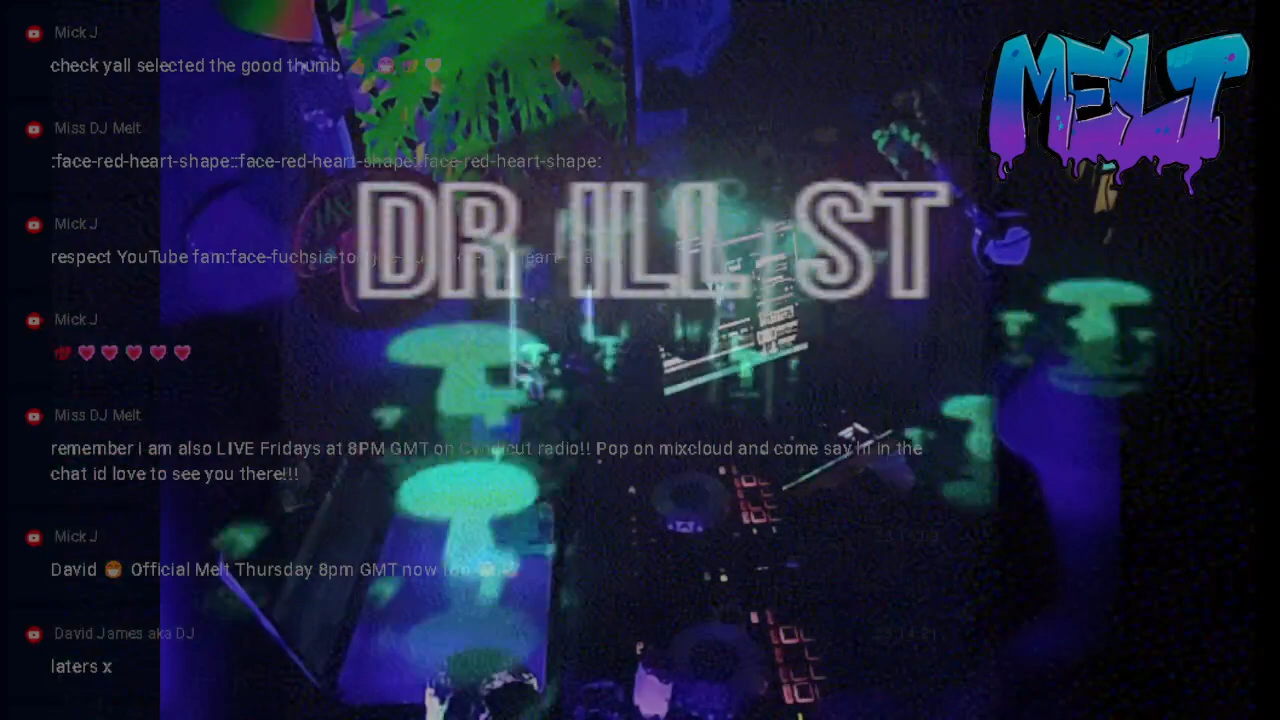 Mick J
check yall selected the good thumb
MELT
Miss DJ Melt
:face-red-heart-shape::face-red-heart-shape::face-red-heart-shape:
DR ILL ST
Mick J
respect YouTube fam:face-fuchsia-
Mick J
Miss DJ Melt
remember i am also LIVE Fridays at 8PM GMT on radio!! Pop on mixcloud and come say hi in the
chat id love to see you there!!!
Mick J
David Official Melt Thursday 8pm GMT now
David James aka DJ
laters x